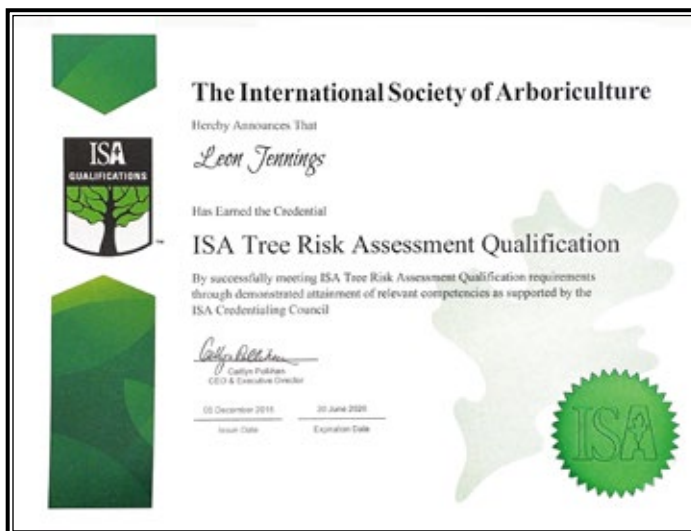 The International Society of Arboriculture
Hereby Announces That
Leon Jennings
ISA
QUALIFICATIONS
Has Earned the Credential
ISA Tree Risk Assessment Qualification
By successfully meeting ISA Tree Risk Assessment Qualification requirements
through demonstrated attainment of relevant competencies as supported by the
ISA Credentialing Council
Caitlyn Pollihan
CEO & Executive Director
December
June
Issue Date
Expiration Date
ISA